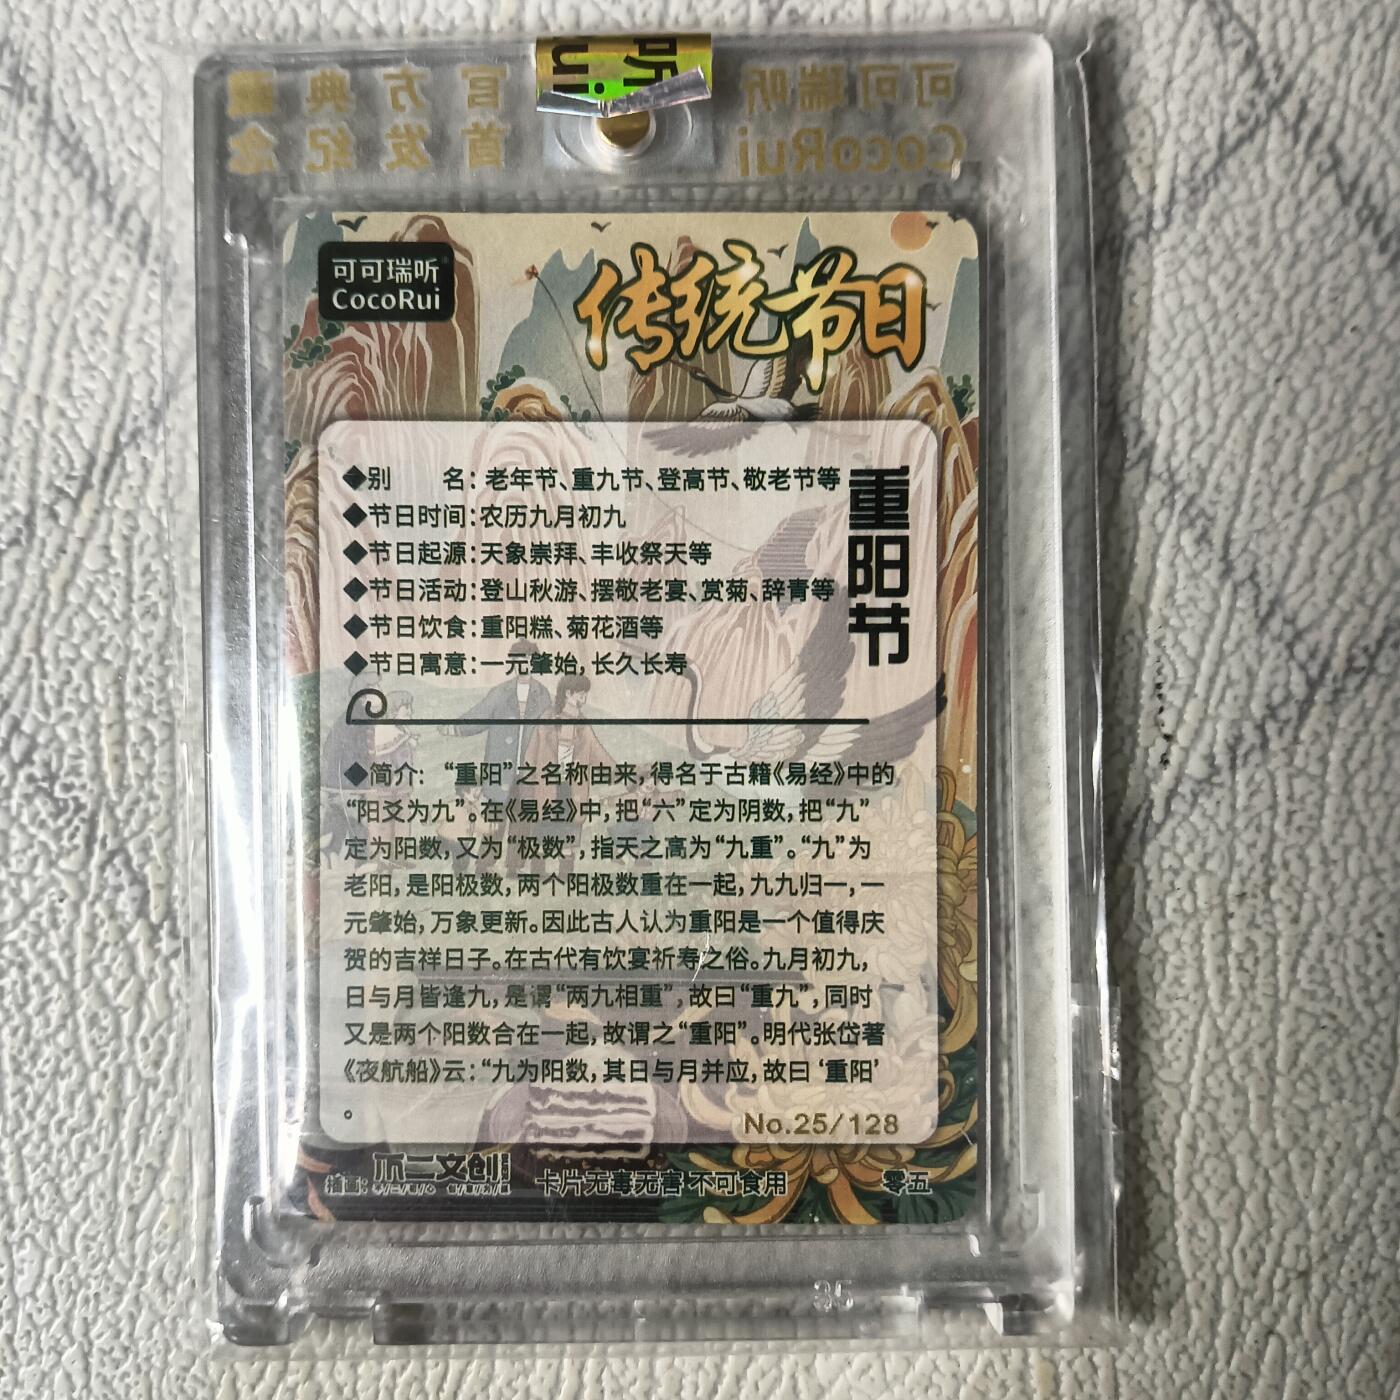 听
ui
官方典藏
首发纪念
可可瑞听
CocoRui
可可瑞听
CocoRui
传统节日
重阳节
◆别 名：老年节、重九节、登高节、敬老节等
◆节日时间：农历九月初九
◆节日起源：天象崇拜、丰收祭天等
◆节日活动：登山秋游、摆敬老宴、赏菊、辞青等
◆节日饮食：重阳糕、菊花酒等
◆节日寓意：一元肇始，长久长寿
◆简介：“重阳”之名称由来，得名于古籍《易经》中的
“阳爻为九”。在《易经》中，把“六”定为阴数，把“九”
定为阳数，又为“极数”，指天之高为“九重”。“九”为
老阳，是阳极数，两个阳极数重在一起，九九归一，一
元肇始，万象更新。因此古人认为重阳是一个值得庆
贺的吉祥日子。在古代有饮宴祈寿之俗。九月初九，
日与月皆逢九，是谓“两九相重”，故曰“重九”，同时
又是两个阳数合在一起，故谓之“重阳”。明代张岱著
《夜航船》云：“九为阳数，其日与月并应，故曰‘重阳’
。
No.25/128
插画：不二文创
卡片无毒无害 不可食用
零五
35